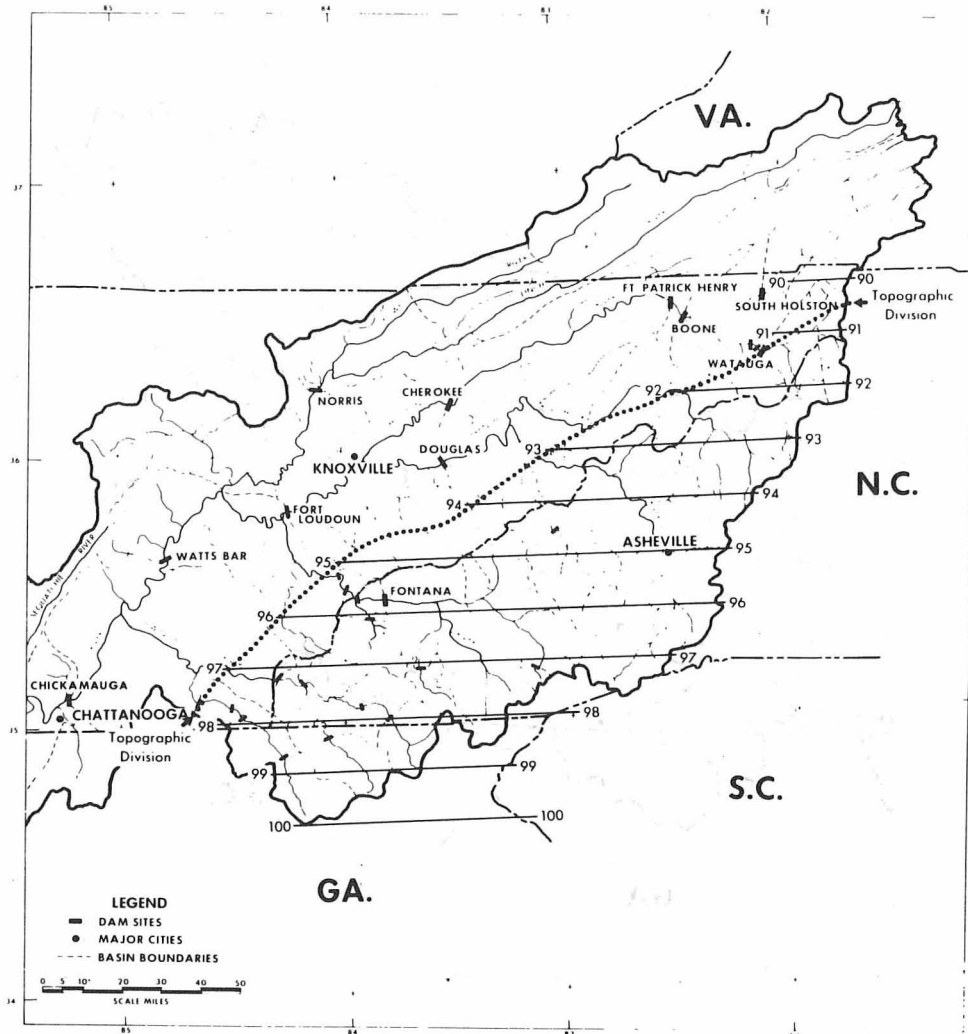 85 84 83 82
VA.
37
90 90
FT PATRICK HENRY
SOUTH HOLSTON
Topographic
Division
BOONE
91 91
WATAUGA
92 92
NORRIS
CHEROKEE
93 93
DOUGLAS
36
KNOXVILLE
94 94
N.C.
FORT
LOUDOUN
ASHEVILLE
95 95
WATTS BAR
RIVER
FONTANA
96 96
97 97
CHICKAMAUGA
CHATTANOOGA
98 98
35
Topographic
Division
99 99
S.C.
100 100
GA.
LEGEND
DAM SITES
MAJOR CITIES
BASIN BOUNDARIES
0 5 10 20 30 40 50
SCALE MILES
34
85 84